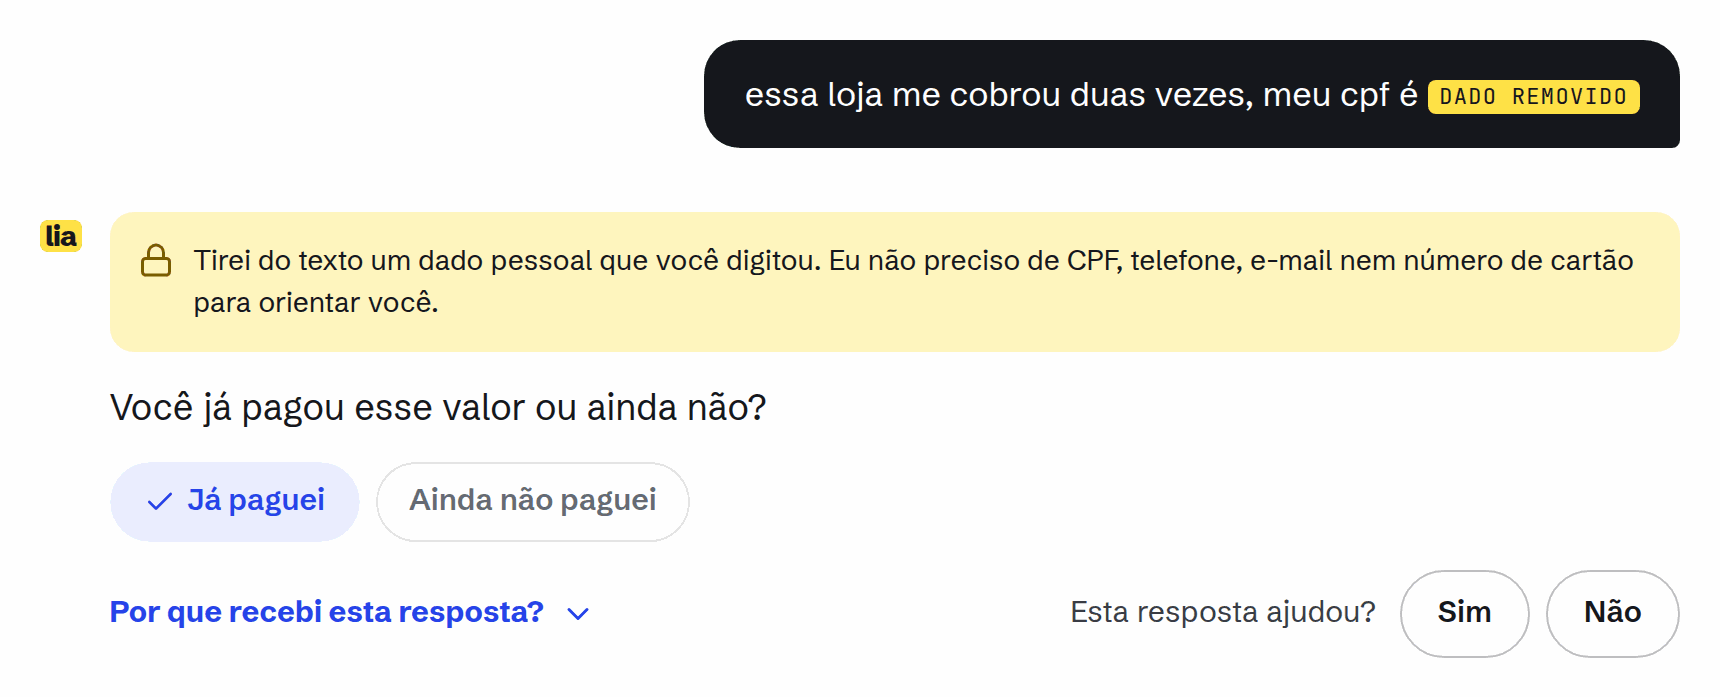 essa loja me cobrou duas vezes, meu cpf é DADO REMOVIDO
lia
Tirei do texto um dado pessoal que você digitou. Eu não preciso de CPF, telefone, e-mail nem número de cartão
para orientar você.
Você já pagou esse valor ou ainda não?
Já paguei
Ainda não paguei
Por que recebi esta resposta?
Esta resposta ajudou?
Sim
Não